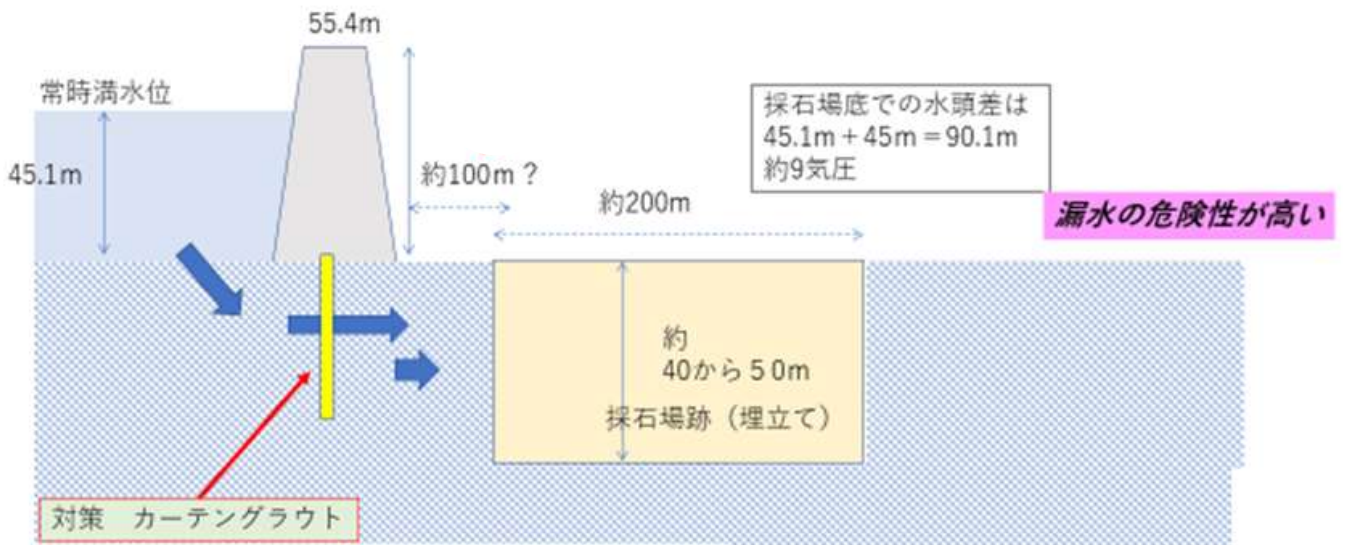 55.4m
常時満水位
45.1m
約100m？
約200m
採石場底での水頭差は
45.1m＋45m＝90.1m
約9気圧
漏水の危険性が高い
約
40から５0m
採石場跡（埋立て）
対策　カーテングラウト